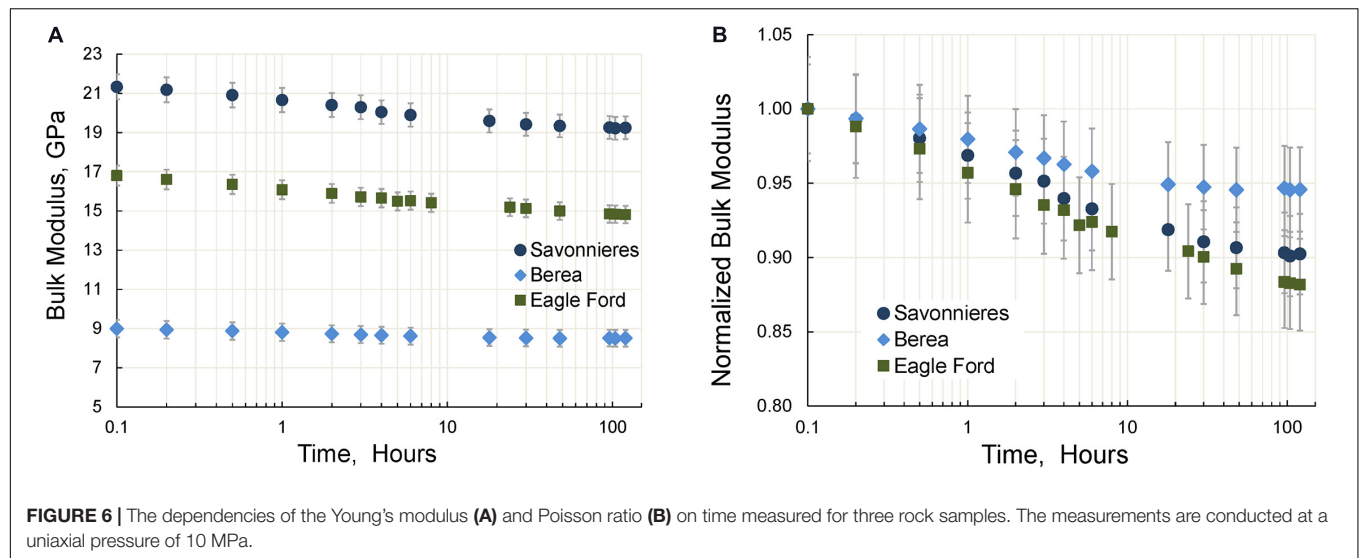 A
23
21
19
17
15
13
11
9
7
5
Bulk Modulus, GPa
Savonnieres
Berea
Eagle Ford
0.1
1
10
100
Time, Hours
B
1.05
1.00
0.95
0.90
0.85
0.80
Normalized Bulk Modulus
Savonnieres
Berea
Eagle Ford
0.1
1
10
100
Time, Hours
FIGURE 6 | The dependencies of the Young's modulus (A) and Poisson ratio (B) on time measured for three rock samples. The measurements are conducted at a
uniaxial pressure of 10 MPa.